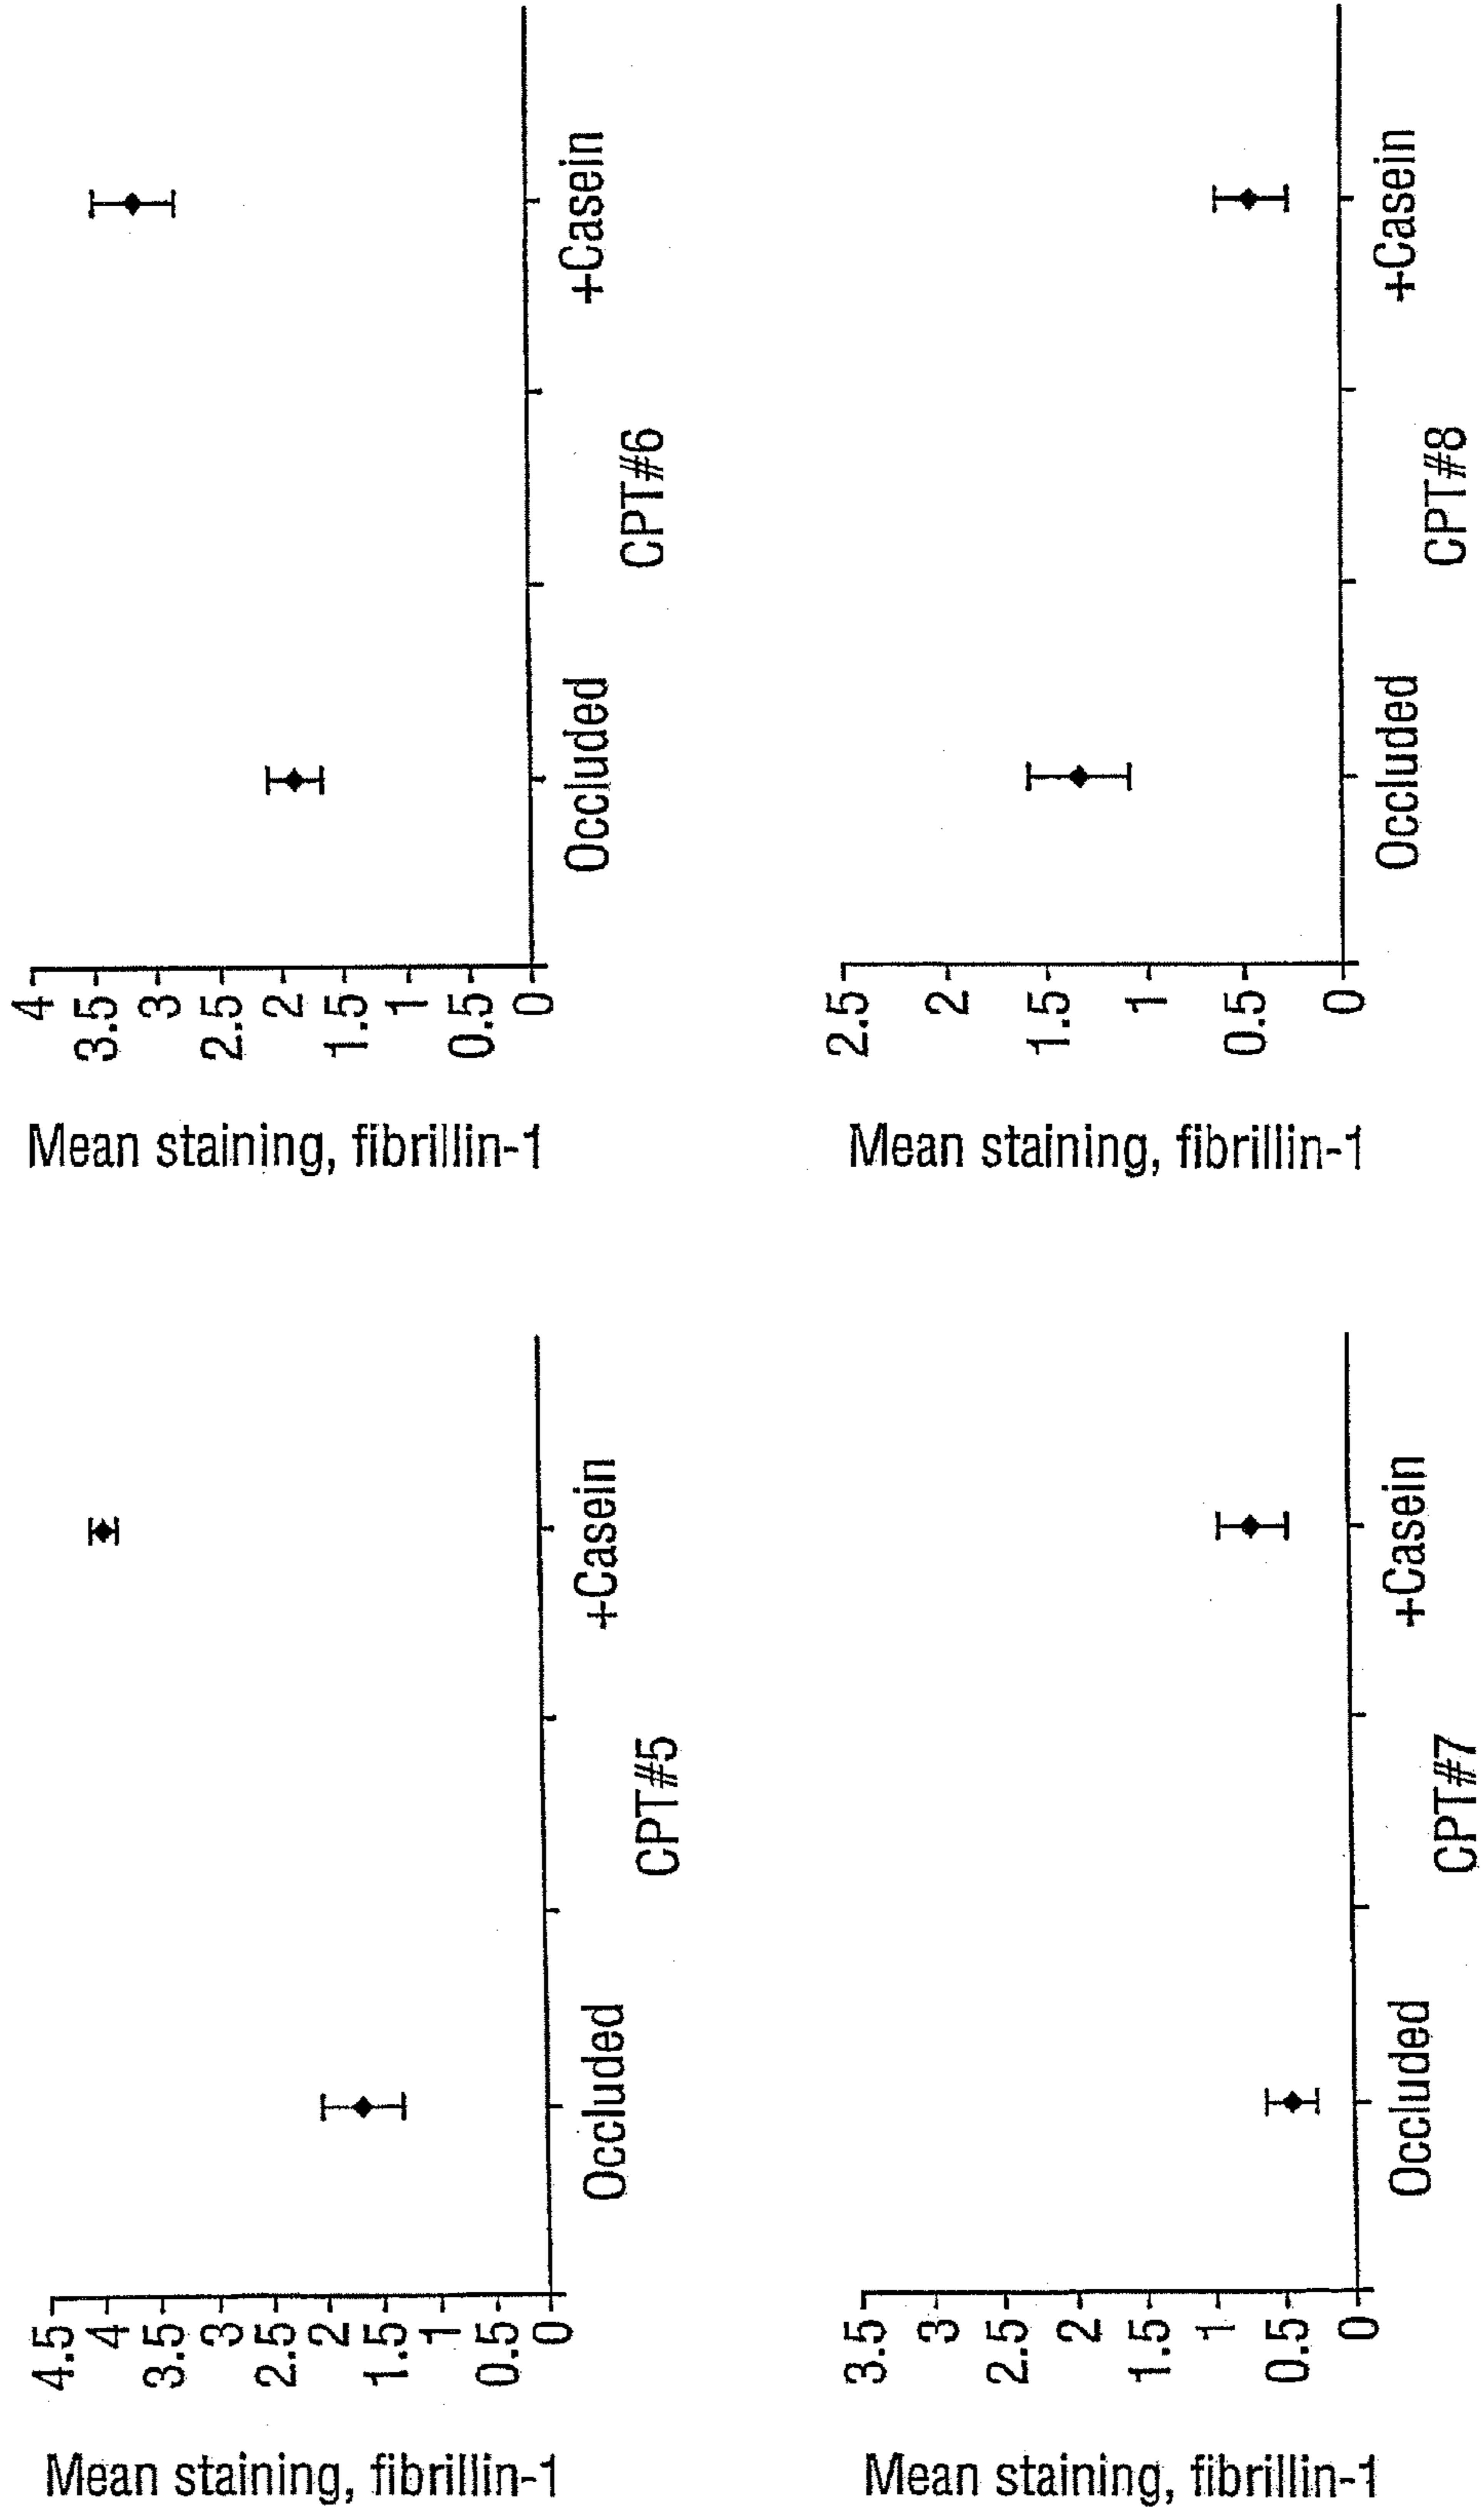 Mean staining, fibrillin-1
4.5
4
3.5
3
2.5
2
1.5
1
0.5
0
Occluded
+Casein
CPT#5
Mean staining, fibrillin-1
4
3.5
3
2.5
2
1.5
1
0.5
0
Occluded
+Casein
CPT#6
Mean staining, fibrillin-1
3.5
3
2.5
2
1.5
1
0.5
0
Occluded
+Casein
CPT#7
Mean staining, fibrillin-1
2.5
2
1.5
1
0.5
0
Occluded
+Casein
CPT#8